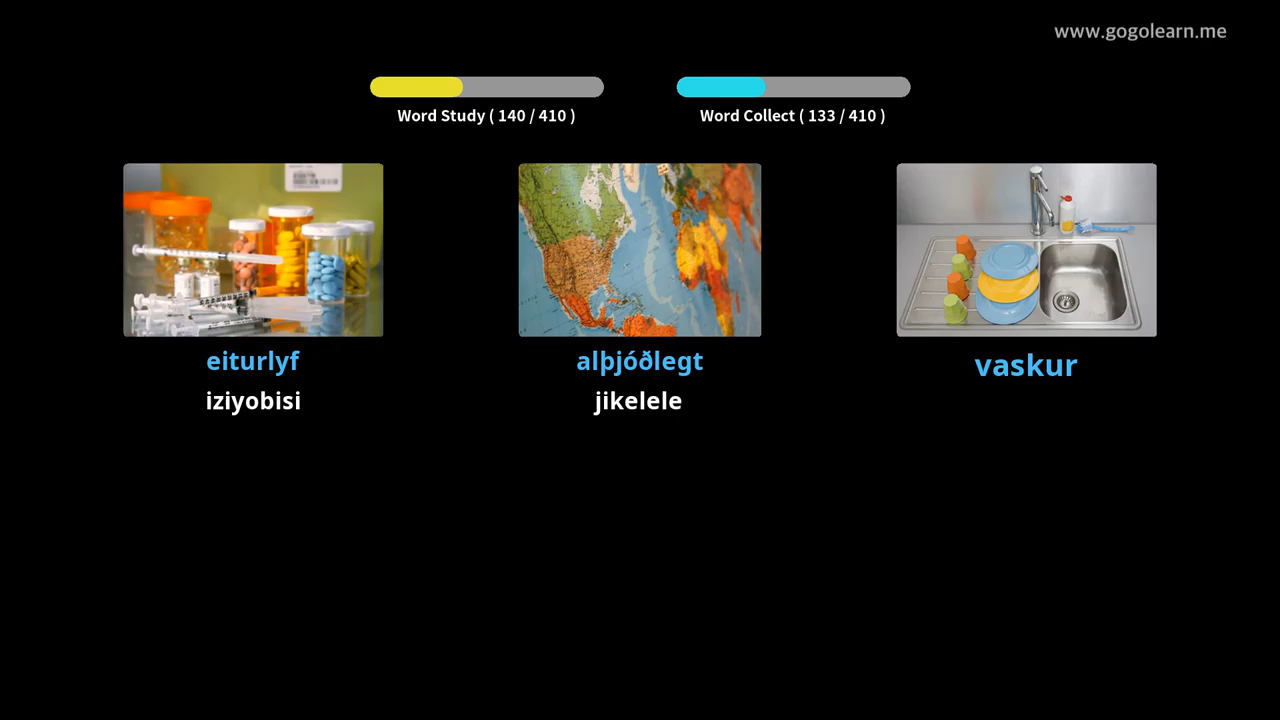 www.gogolearn.me
Word Study ( 140 / 410 )
Word Collect ( 133 / 410 )
eiturlyf
iziyobisi
alþjóðlegt
jikelele
vaskur